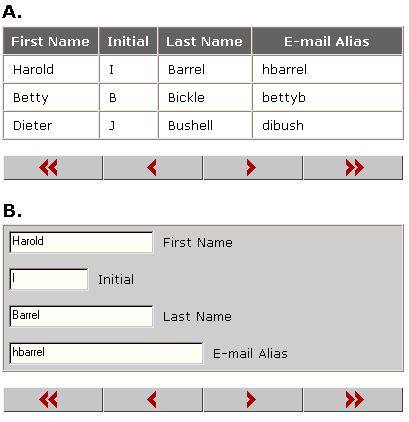 A.
First Name Initial Last Name E-mail Alias
Harold I Barrel hbarrel
Betty B Bickle bettyb
Dieter J Bushell dibush
B.
Harold First Name
I Initial
Barrel Last Name
hbarrel E-mail Alias